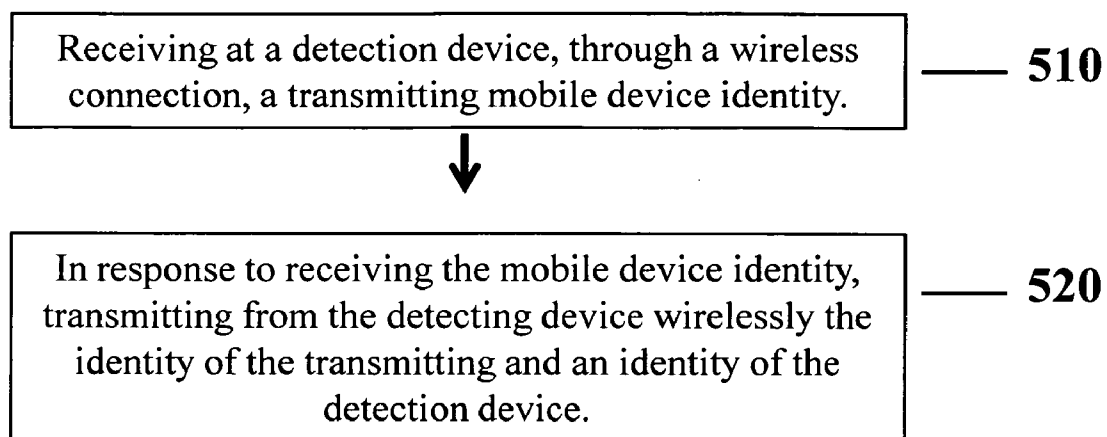 Receiving at a detection device, through a wireless
connection, a transmitting mobile device identity.
510
In response to receiving the mobile device identity,
transmitting from the detecting device wirelessly the
identity of the transmitting and an identity of the
detection device.
520